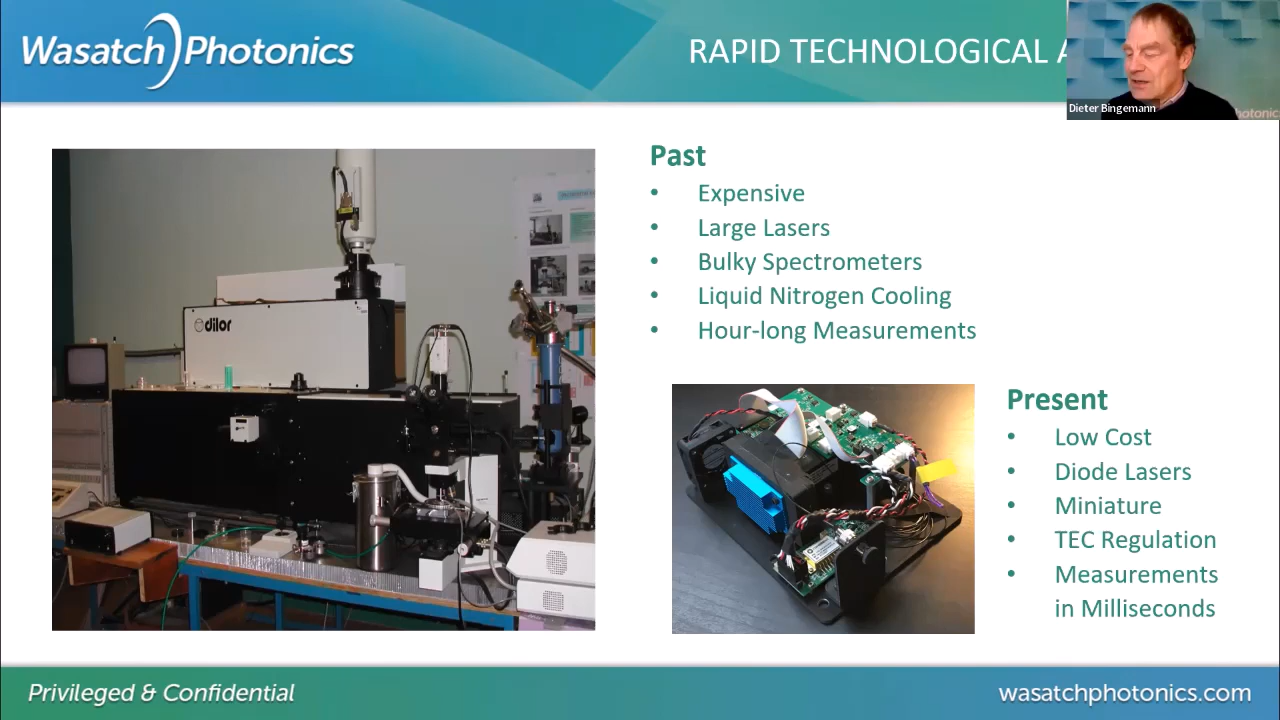 Wasatch Photonics
RAPID TECHNOLOGICAL A
Dieter Bingemann
Past
• Expensive
• Large Lasers
• Bulky Spectrometers
• Liquid Nitrogen Cooling
• Hour-long Measurements
dilor
Present
• Low Cost
• Diode Lasers
• Miniature
• TEC Regulation
• Measurements
in Milliseconds
Privileged & Confidential
wasatchphotonics.com